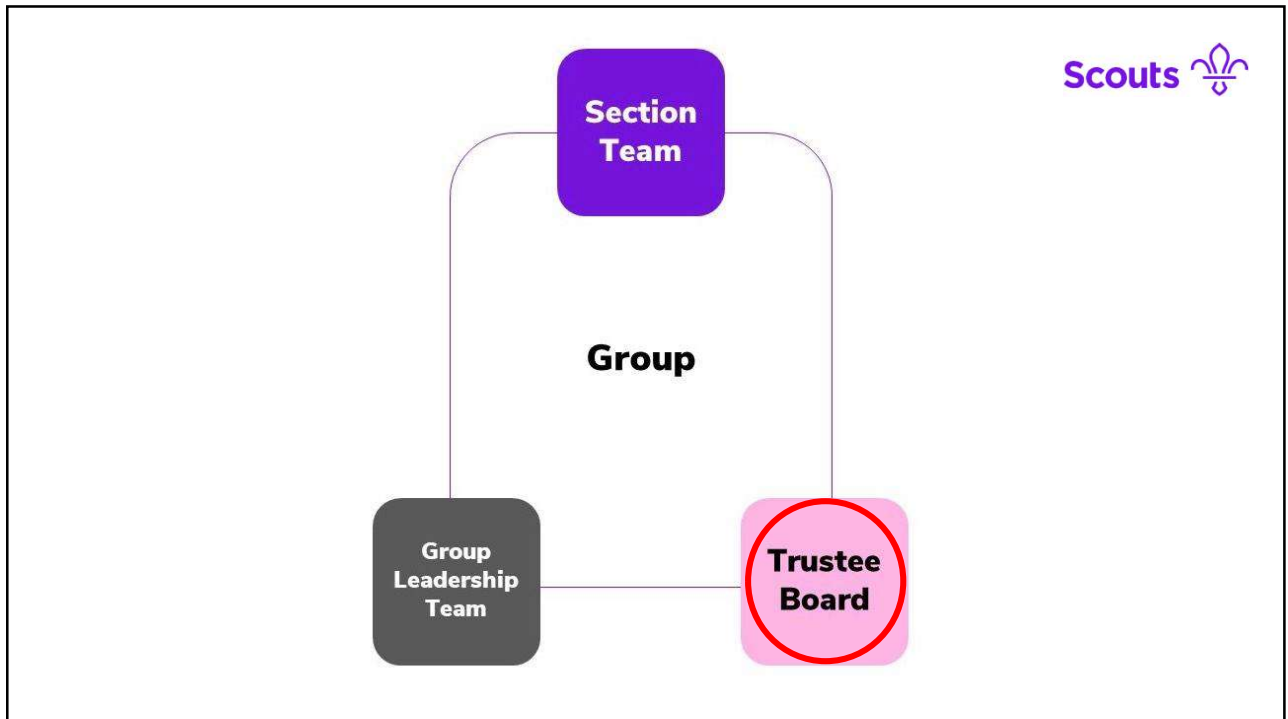 Scouts
Section
Team
Group
Group
Leadership
Team
Trustee
Board